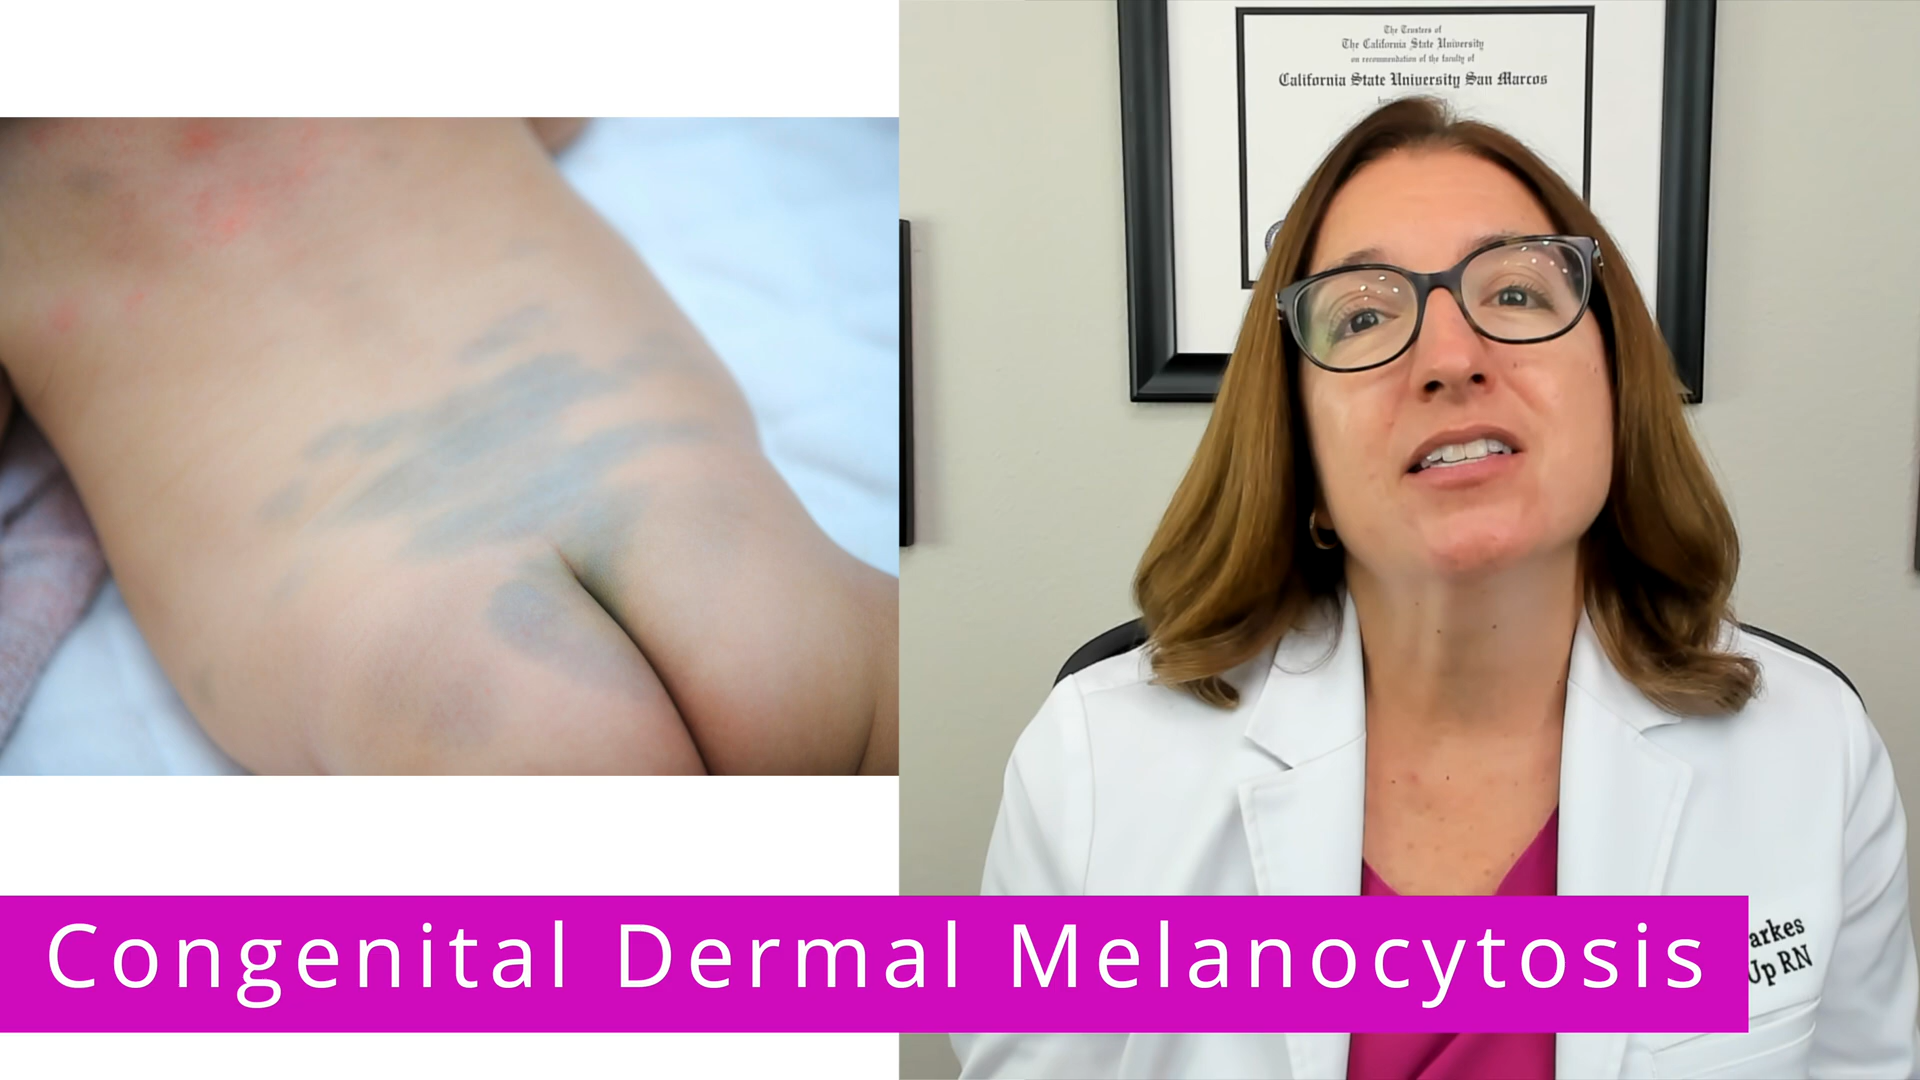 The Trustees of
The California State University
on recommendation of the faculty of
California State University San Marcos
Congenital Dermal Melanocytosis
arkes
Up RN